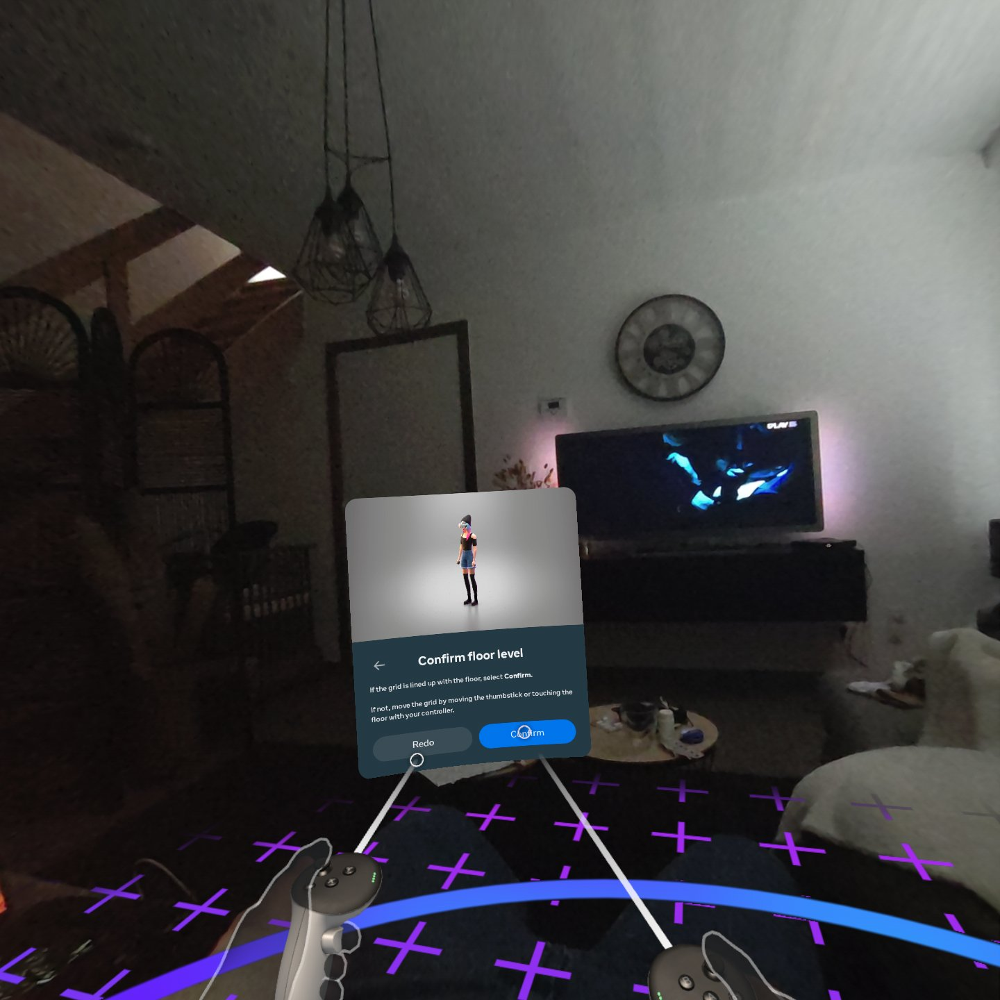 PLAY
Confirm floor level
If the grid is lined up with the floor, select Confirm.
If not, move the grid by moving the thumbstick or touching the
floor with your controller.
Redo
Confirm